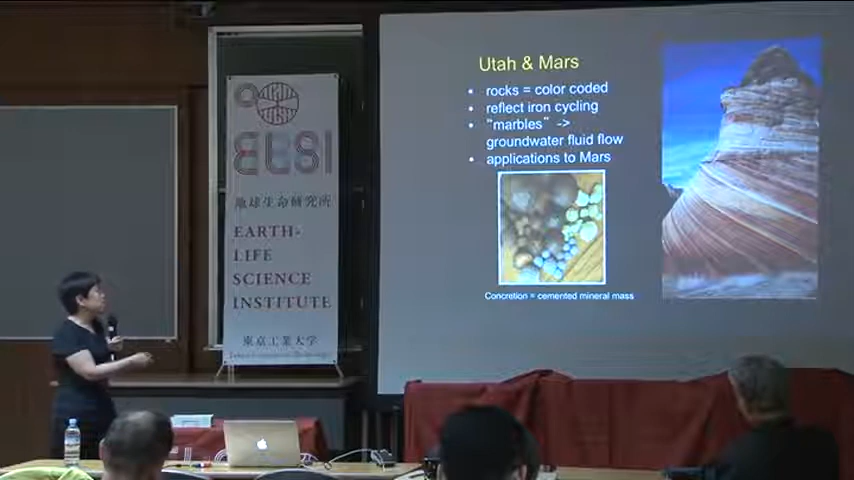 ELSI
地球生命研究所
EARTH-
LIFE
SCIENCE
INSTITUTE
東京工業大学
Utah & Mars
• rocks = color coded
• reflect iron cycling
• "marbles" ->
groundwater fluid flow
• applications to Mars
Concretion = cemented mineral mass